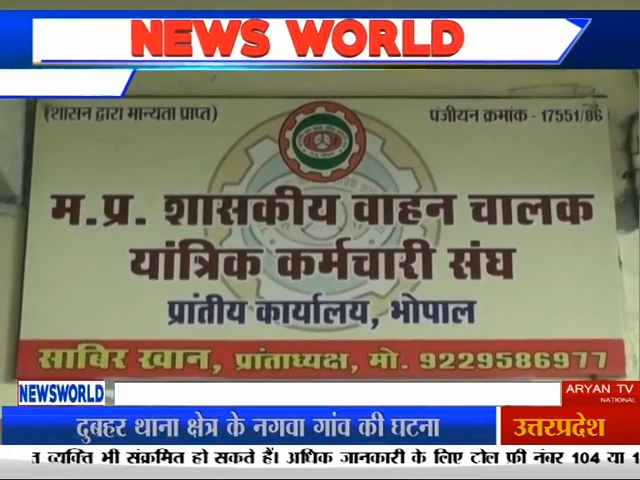 NEWS WORLD
(शासन द्वारा मान्यता प्राप्त) पंजीयन क्रमांक - 17551/86
म.प्र. शासकीय वाहन चालक
यांत्रिक कर्मचारी संघ
प्रांतीय कार्यालय, भोपाल
साबिर खान, प्रांताध्यक्ष, मो. 9229586977
NEWSWORLD
ARYAN TV
NATIONAL
दुबहर थाना क्षेत्र के नगवा गांव की घटना
उत्तरप्रदेश
त व्यक्ति भी संक्रमित हो सकते हैं। अधिक जानकारी के लिए टोल फ्री नंबर 104 या 1